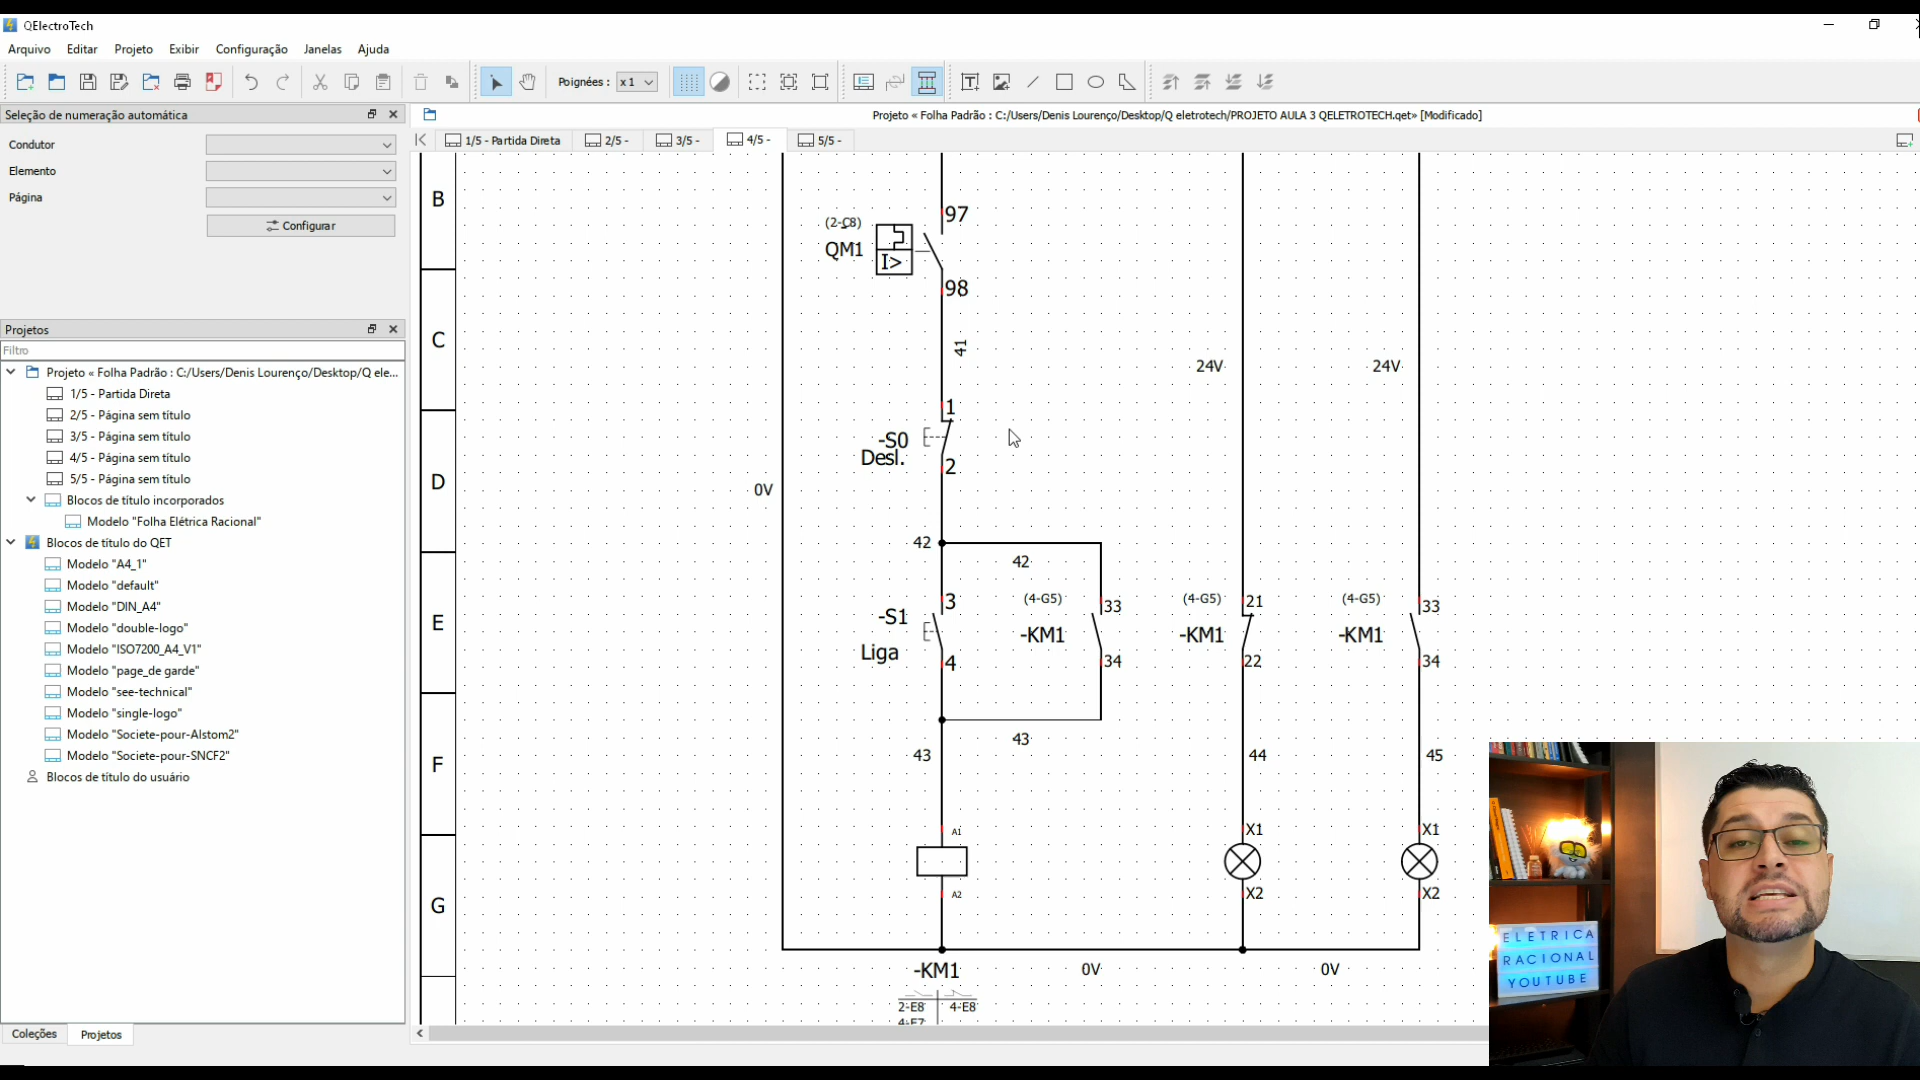 QElectroTech
Arquivo Editar Projeto Exibir Configuração Janelas Ajuda
Poignées : x1
Seleção de numeração automática
Condutor
Elemento
Página
Configurar
Projetos
Filtro
Projeto « Folha Padrão : C:/Users/Denis Lourenço/Desktop/Q ele...
1/5 - Partida Direta
2/5 - Página sem título
3/5 - Página sem título
4/5 - Página sem título
5/5 - Página sem título
Blocos de título incorporados
Modelo "Folha Elétrica Racional"
Blocos de título do QET
Modelo "A4_1"
Modelo "default"
Modelo "DIN_A4"
Modelo "double-logo"
Modelo "ISO7200_A4_V1"
Modelo "page_de garde"
Modelo "see-technical"
Modelo "single-logo"
Modelo "Societe-pour-Alstom2"
Modelo "Societe-pour-SNCF2"
Blocos de título do usuário
Coleções Projetos
Projeto « Folha Padrão : C:/Users/Denis Lourenço/Desktop/Q eletrotech/PROJETO AULA 3 QELETROTECH.qet» [Modificado]
1/5 - Partida Direta 2/5 - 3/5 - 4/5 - 5/5 -
B
97
(2-C8)
QM1
I>
98
C
41
24V 24V
1
-S0
Desl.
2
D
0V
42
42
3 (4-G5) 33 (4-G5) 21 (4-G5) 33
-S1 -KM1 -KM1 -KM1
E
Liga
4 34 22 34
43
43 44 45
F
A1 X1 X1
A2 X2 X2
G
-KM1 0V 0V
2-E8 4-E8
4-E7
ELETRICA
RACIONAL
YOUTUBE